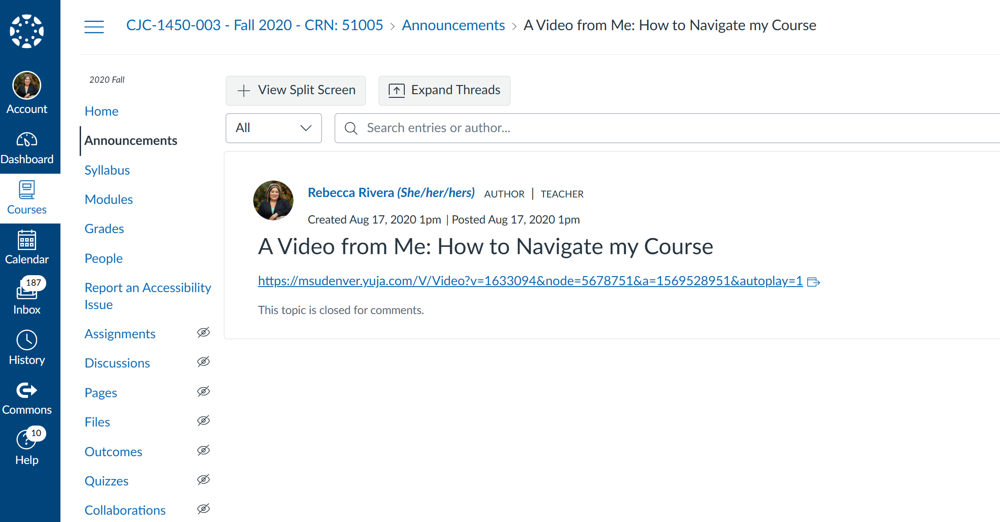 CJC-1450-003 - Fall 2020 - CRN: 51005 > Announcements > A Video from Me: How to Navigate my Course
Account
Dashboard
Courses
Calendar
187
Inbox
History
Commons
10
Help
2020 Fall
Home
Announcements
Syllabus
Modules
Grades
People
Report an Accessibility
Issue
Assignments
Discussions
Pages
Files
Outcomes
Quizzes
Collaborations
View Split Screen
Expand Threads
All
Search entries or author...
Rebecca Rivera (She/her/hers) AUTHOR | TEACHER
Created Aug 17, 2020 1pm | Posted Aug 17, 2020 1pm
A Video from Me: How to Navigate my Course
https://msudenver.yuja.com/V/Video?v=1633094&node=5678751&a=1569528951&autoplay=1
This topic is closed for comments.